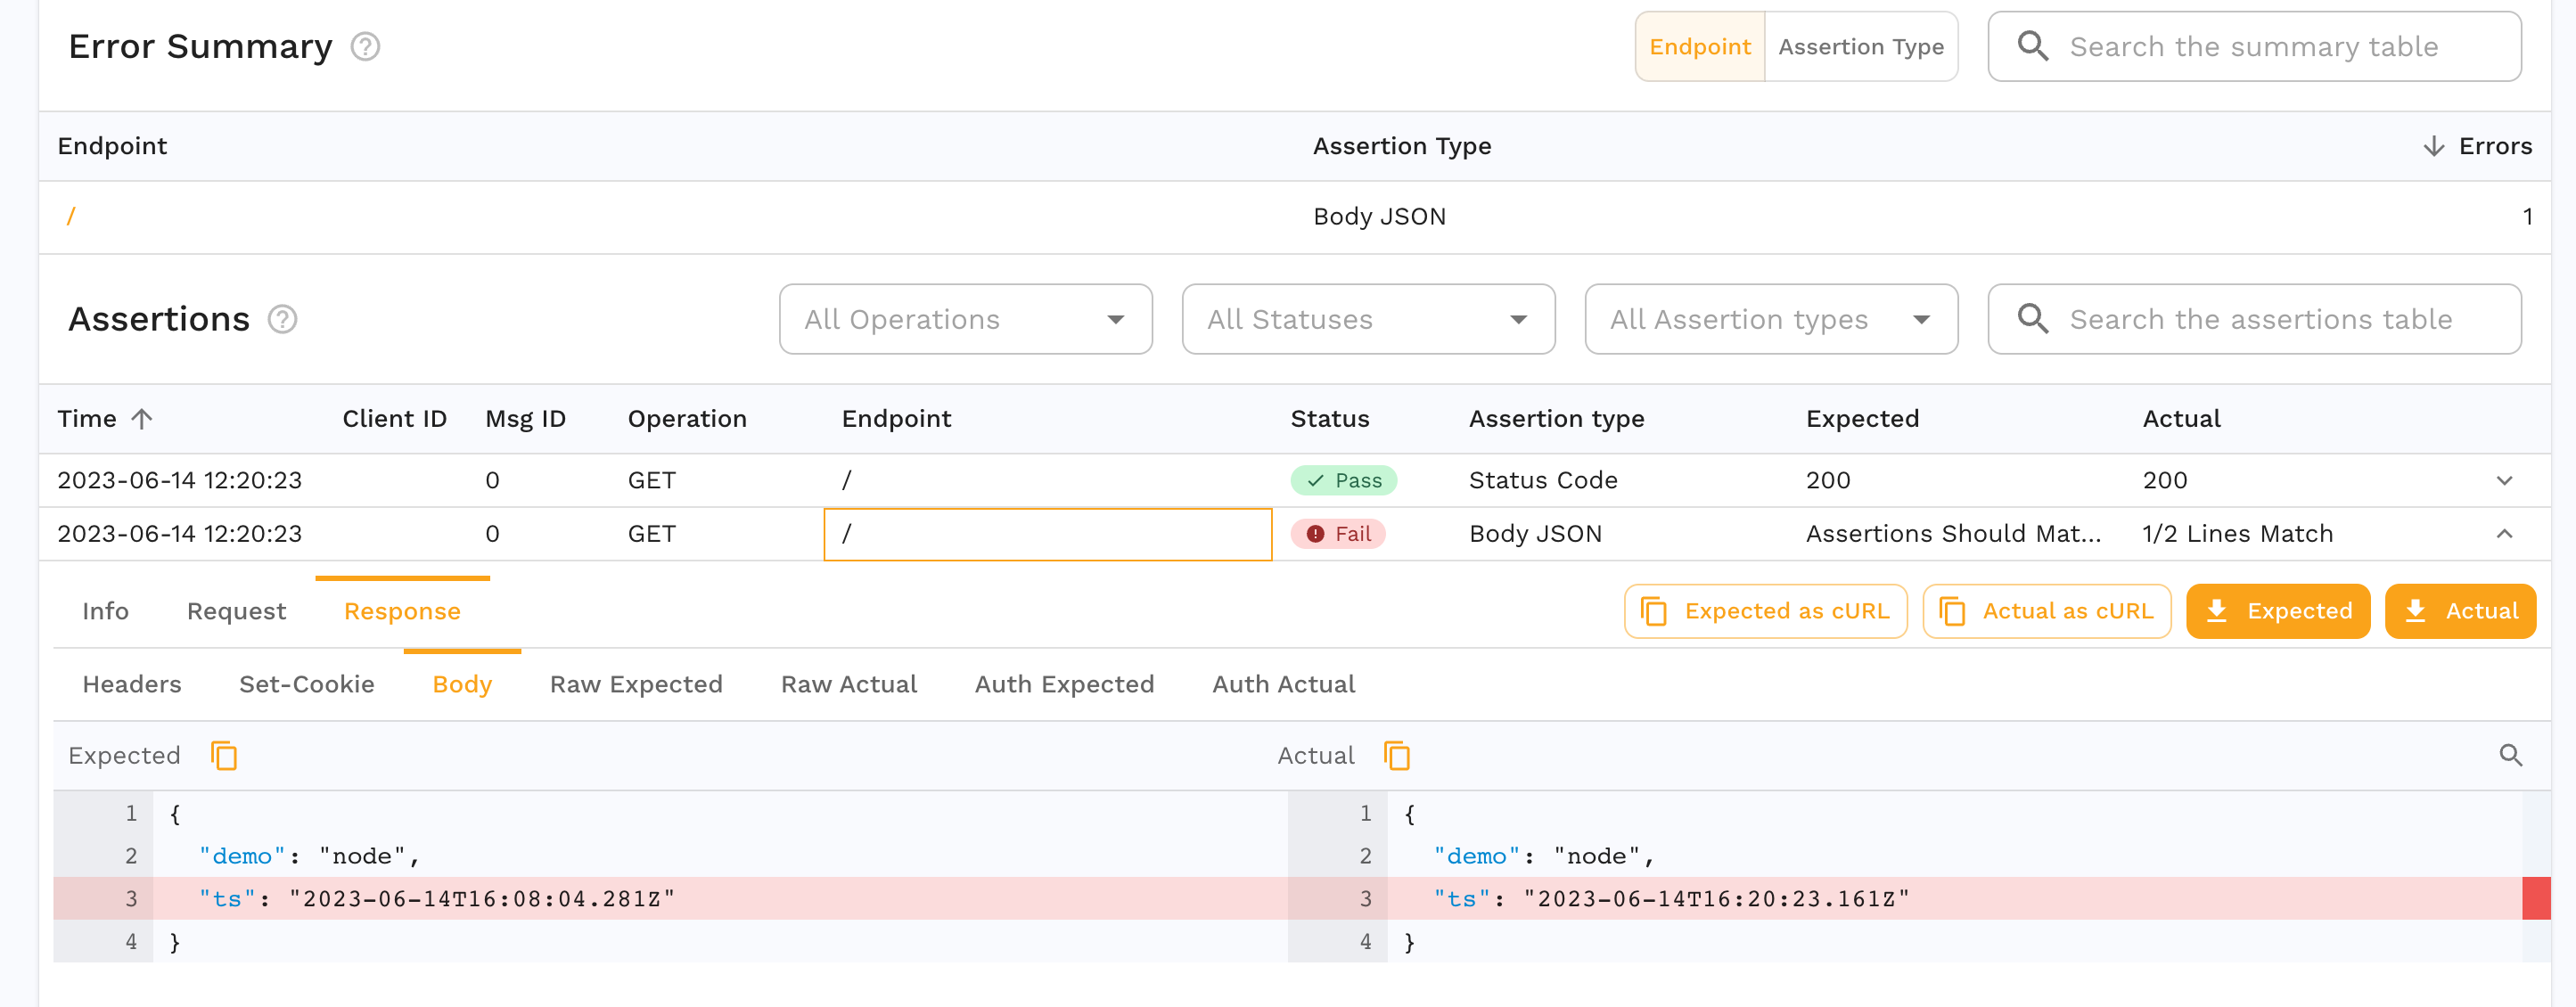 Error Summary
Endpoint Assertion Type Search the summary table
Endpoint Assertion Type Errors
/ Body JSON 1
Assertions All Operations All Statuses All Assertion types Search the assertions table
Time Client ID Msg ID Operation Endpoint Status Assertion type Expected Actual
2023-06-14 12:20:23 0 GET / Pass Status Code 200 200
2023-06-14 12:20:23 0 GET / Fail Body JSON Assertions Should Mat... 1/2 Lines Match
Info Request Response Expected as cURL Actual as cURL Expected Actual
Headers Set-Cookie Body Raw Expected Raw Actual Auth Expected Auth Actual
Expected Actual
1 { 1 {
2 "demo": "node", 2 "demo": "node",
3 "ts": "2023-06-14T16:08:04.281Z" 3 "ts": "2023-06-14T16:20:23.161Z"
4 } 4 }